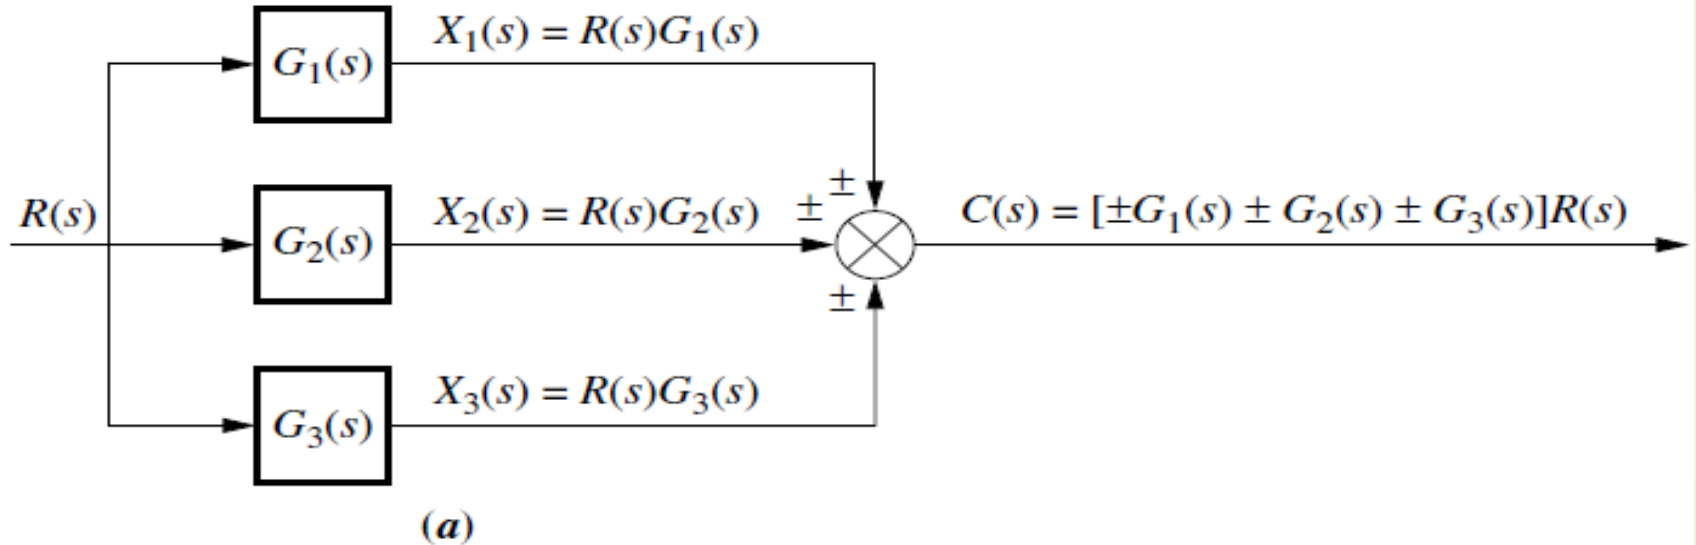 X₁(s) = R(s)G₁(s)
G₁(s)
±
R(s)
G₂(s)
X₂(s) = R(s)G₂(s)
±
C(s) = [±G₁(s) ± G₂(s) ± G₃(s)]R(s)
±
X₃(s) = R(s)G₃(s)
G₃(s)
(a)